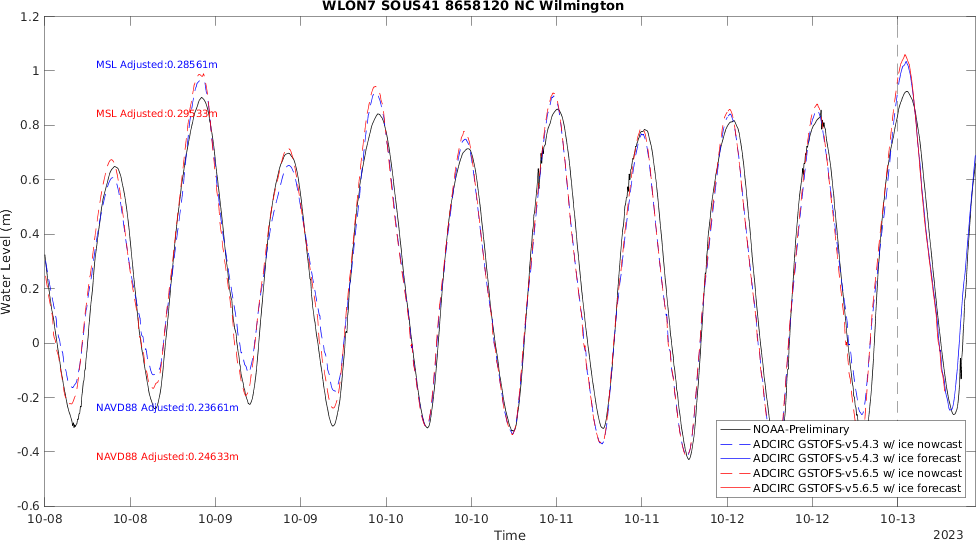 WLON7 SOUS41 8658120 NC Wilmington
1.2
1
0.8
0.6
0.4
0.2
0
-0.2
-0.4
-0.6
Water Level (m)
MSL Adjusted:0.28561m
MSL Adjusted:0.29533m
NAVD88 Adjusted:0.23661m
NAVD88 Adjusted:0.24633m
NOAA-Preliminary
ADCIRC GSTOFS-v5.4.3 w/ ice nowcast
ADCIRC GSTOFS-v5.4.3 w/ ice forecast
ADCIRC GSTOFS-v5.6.5 w/ ice nowcast
ADCIRC GSTOFS-v5.6.5 w/ ice forecast
10-08 10-08 10-09 10-09 10-10 10-10 10-11 10-11 10-12 10-12 10-13
Time
2023